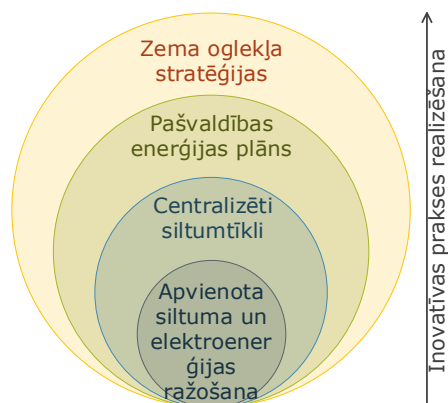 Zema oglekļa
stratēģijas
Pašvaldības
enerģijas plāns
Centralizēti
siltumtīkli
Apvienota
siltuma un
elektroener
ģijas
ražošana
Inovatīvas prakses realizēšana